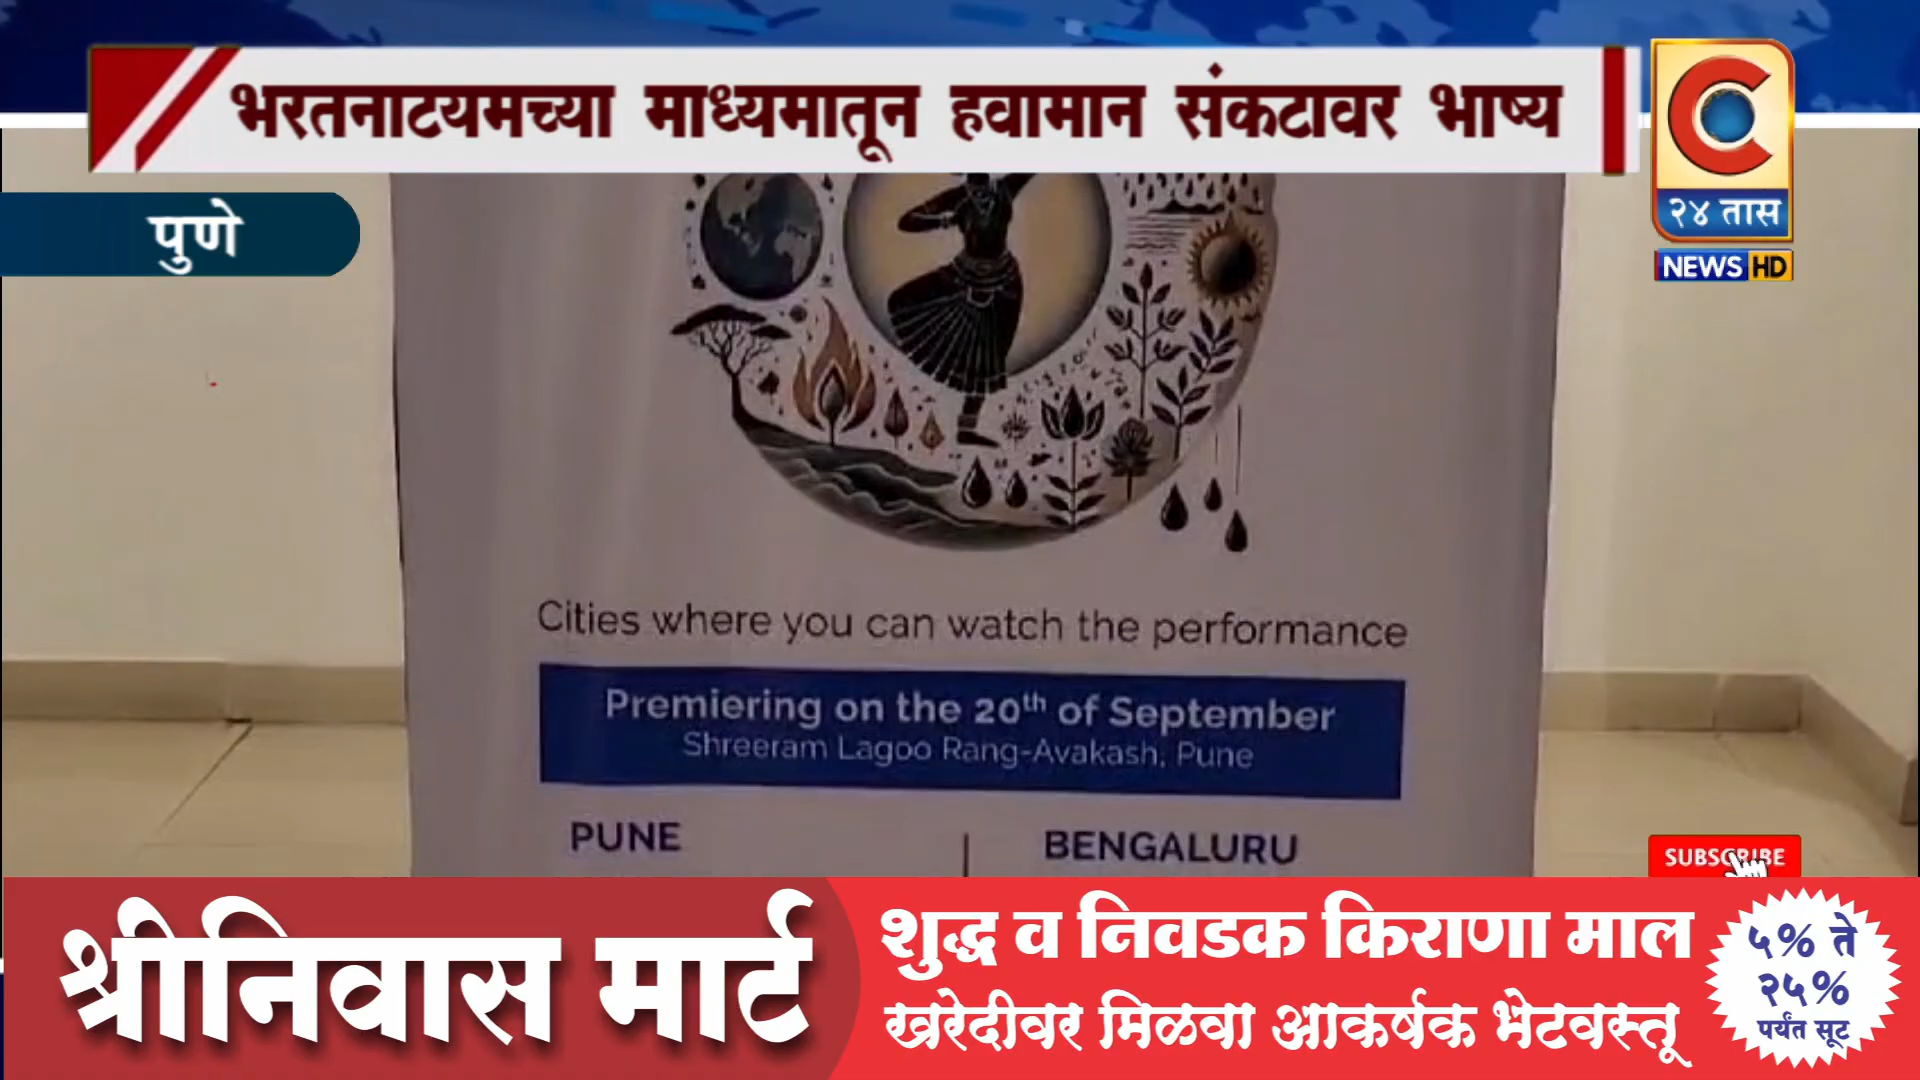 भरतनाटयमच्या माध्यमातून हवामान संकटावर भाष्य
C
२४ तास
NEWS HD
पुणे
Cities where you can watch the performance
Premiering on the 20th of September
Shreeram Lagoo Rang-Avakash, Pune
PUNE
BENGALURU
SUBSCRIBE
श्रीनिवास मार्ट
शुद्ध व निवडक किराणा माल
खरेदीवर मिळवा आकर्षक भेटवस्तू
५% ते
२५%
पर्यंत सूट